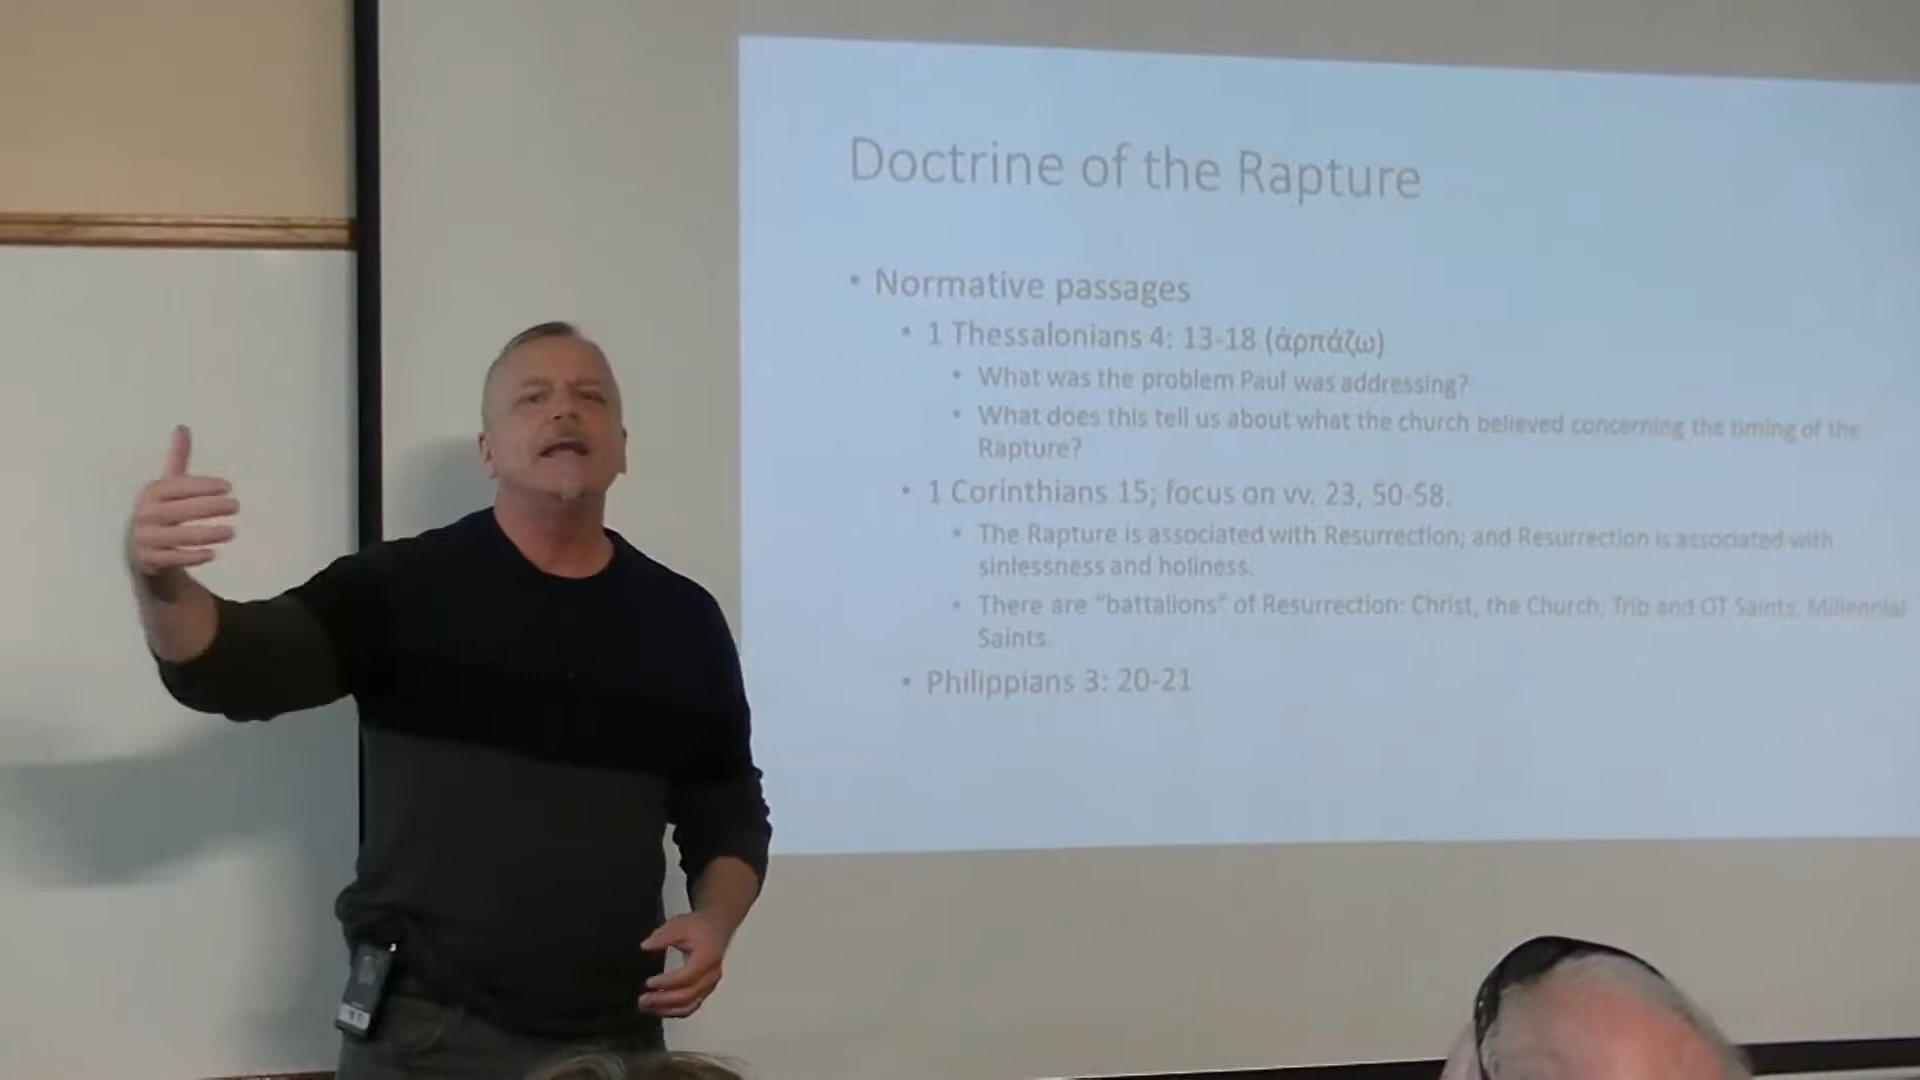 Doctrine of the Rapture
• Normative passages
• 1 Thessalonians 4: 13-18 (ἁρπάζω)
• What was the problem Paul was addressing?
• What does this tell us about what the church believed concerning the timing of the
Rapture?
• 1 Corinthians 15; focus on vv. 23, 50-58.
• The Rapture is associated with Resurrection; and Resurrection is associated with
sinlessness and holiness.
• There are “battalions” of Resurrection: Christ, the Church, Trib and OT Saints, Millennial
Saints.
• Philippians 3: 20-21